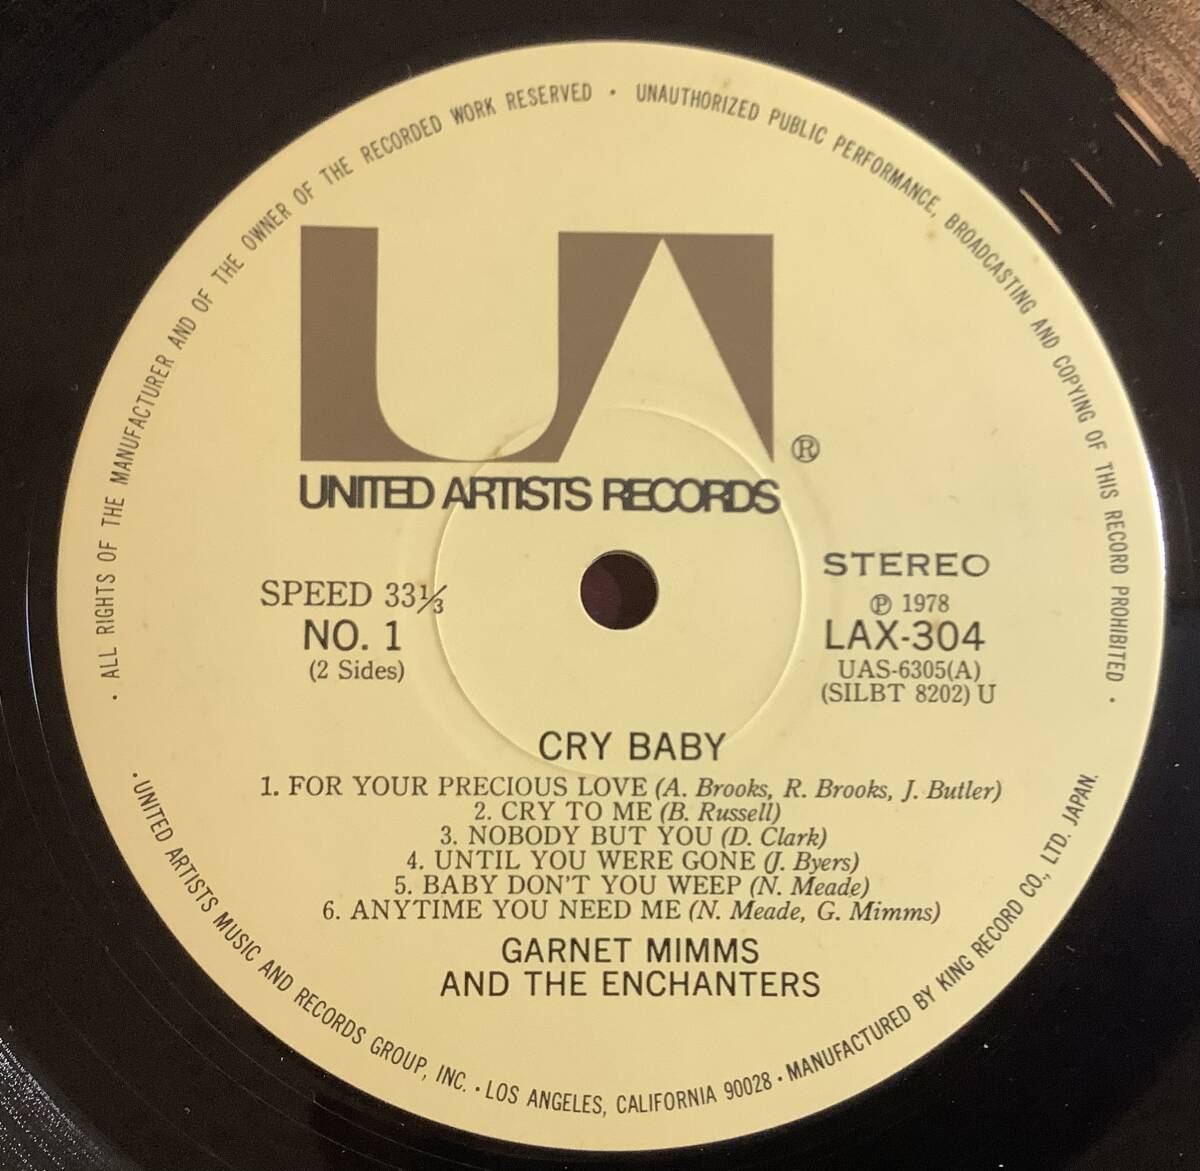 · ALL RIGHTS OF THE MANUFACTURER AND OF THE OWNER OF THE RECORDED WORK RESERVED · UNAUTHORIZED PUBLIC PERFORMANCE, BROADCASTING AND COPYING OF THIS RECORD PROHIBITED ·
UA ®
UNITED ARTISTS RECORDS
SPEED 33⅓
NO. 1
(2 Sides)
STEREO
℗ 1978
LAX-304
UAS-6305(A)
(SILBT 8202) U
CRY BABY
1. FOR YOUR PRECIOUS LOVE (A. Brooks, R. Brooks, J. Butler)
2. CRY TO ME (B. Russell)
3. NOBODY BUT YOU (D. Clark)
4. UNTIL YOU WERE GONE (J. Byers)
5. BABY DON'T YOU WEEP (N. Meade)
6. ANYTIME YOU NEED ME (N. Meade, G. Mimms)
GARNET MIMMS
AND THE ENCHANTERS
· UNITED ARTISTS MUSIC AND RECORDS GROUP, INC. · LOS ANGELES, CALIFORNIA 90028 · MANUFACTURED BY KING RECORD CO., LTD. JAPAN.